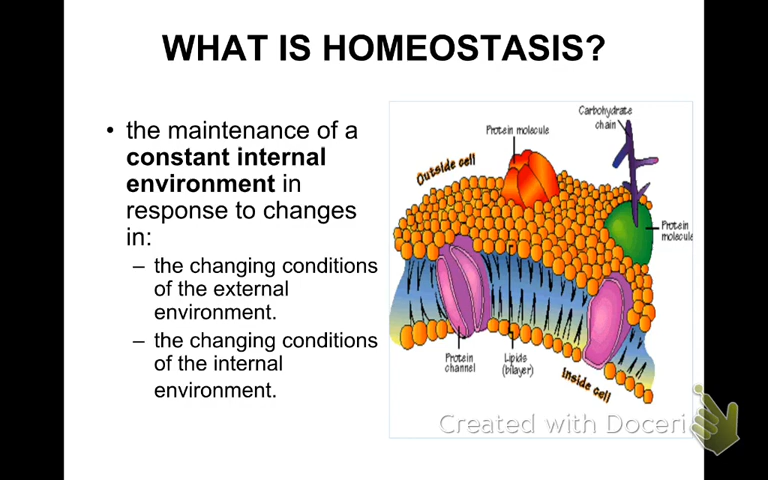 WHAT IS HOMEOSTASIS?
• the maintenance of a
constant internal
environment in
response to changes
in:
– the changing conditions
of the external
environment.
– the changing conditions
of the internal
environment.
Carbohydrate
chain
Protein molecule
Outside cell
Protein
molecule
Protein
channel
Lipids
(bilayer)
Inside cell
Created with Doceri